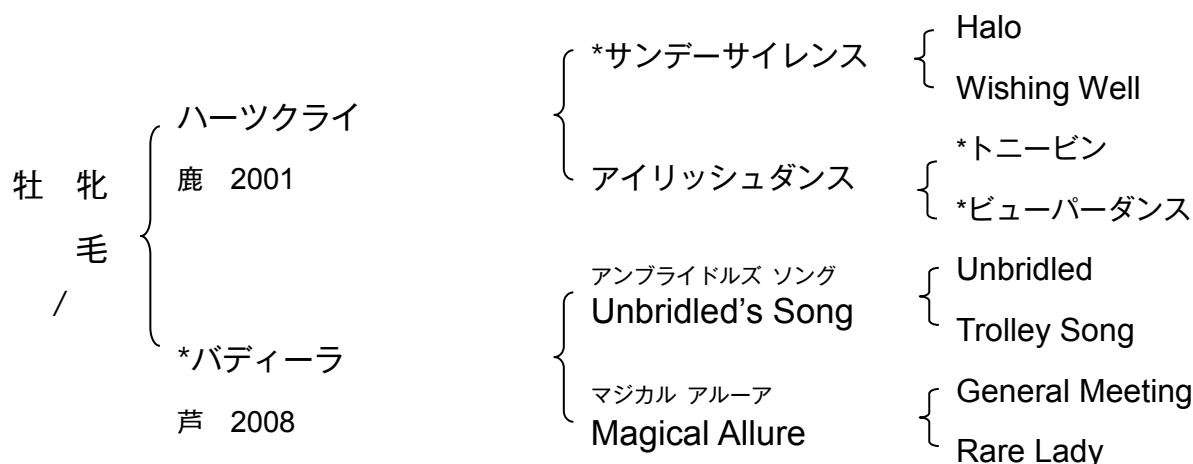 牡 牝
毛
/
ハーツクライ
鹿 2001
*バディーラ
芦 2008
*サンデーサイレンス
アイリッシュダンス
アンブライドルズ ソング
Unbridled’s Song
マジカル アルーア
Magical Allure
Halo
Wishing Well
*トニービン
*ビューパーダンス
Unbridled
Trolley Song
General Meeting
Rare Lady